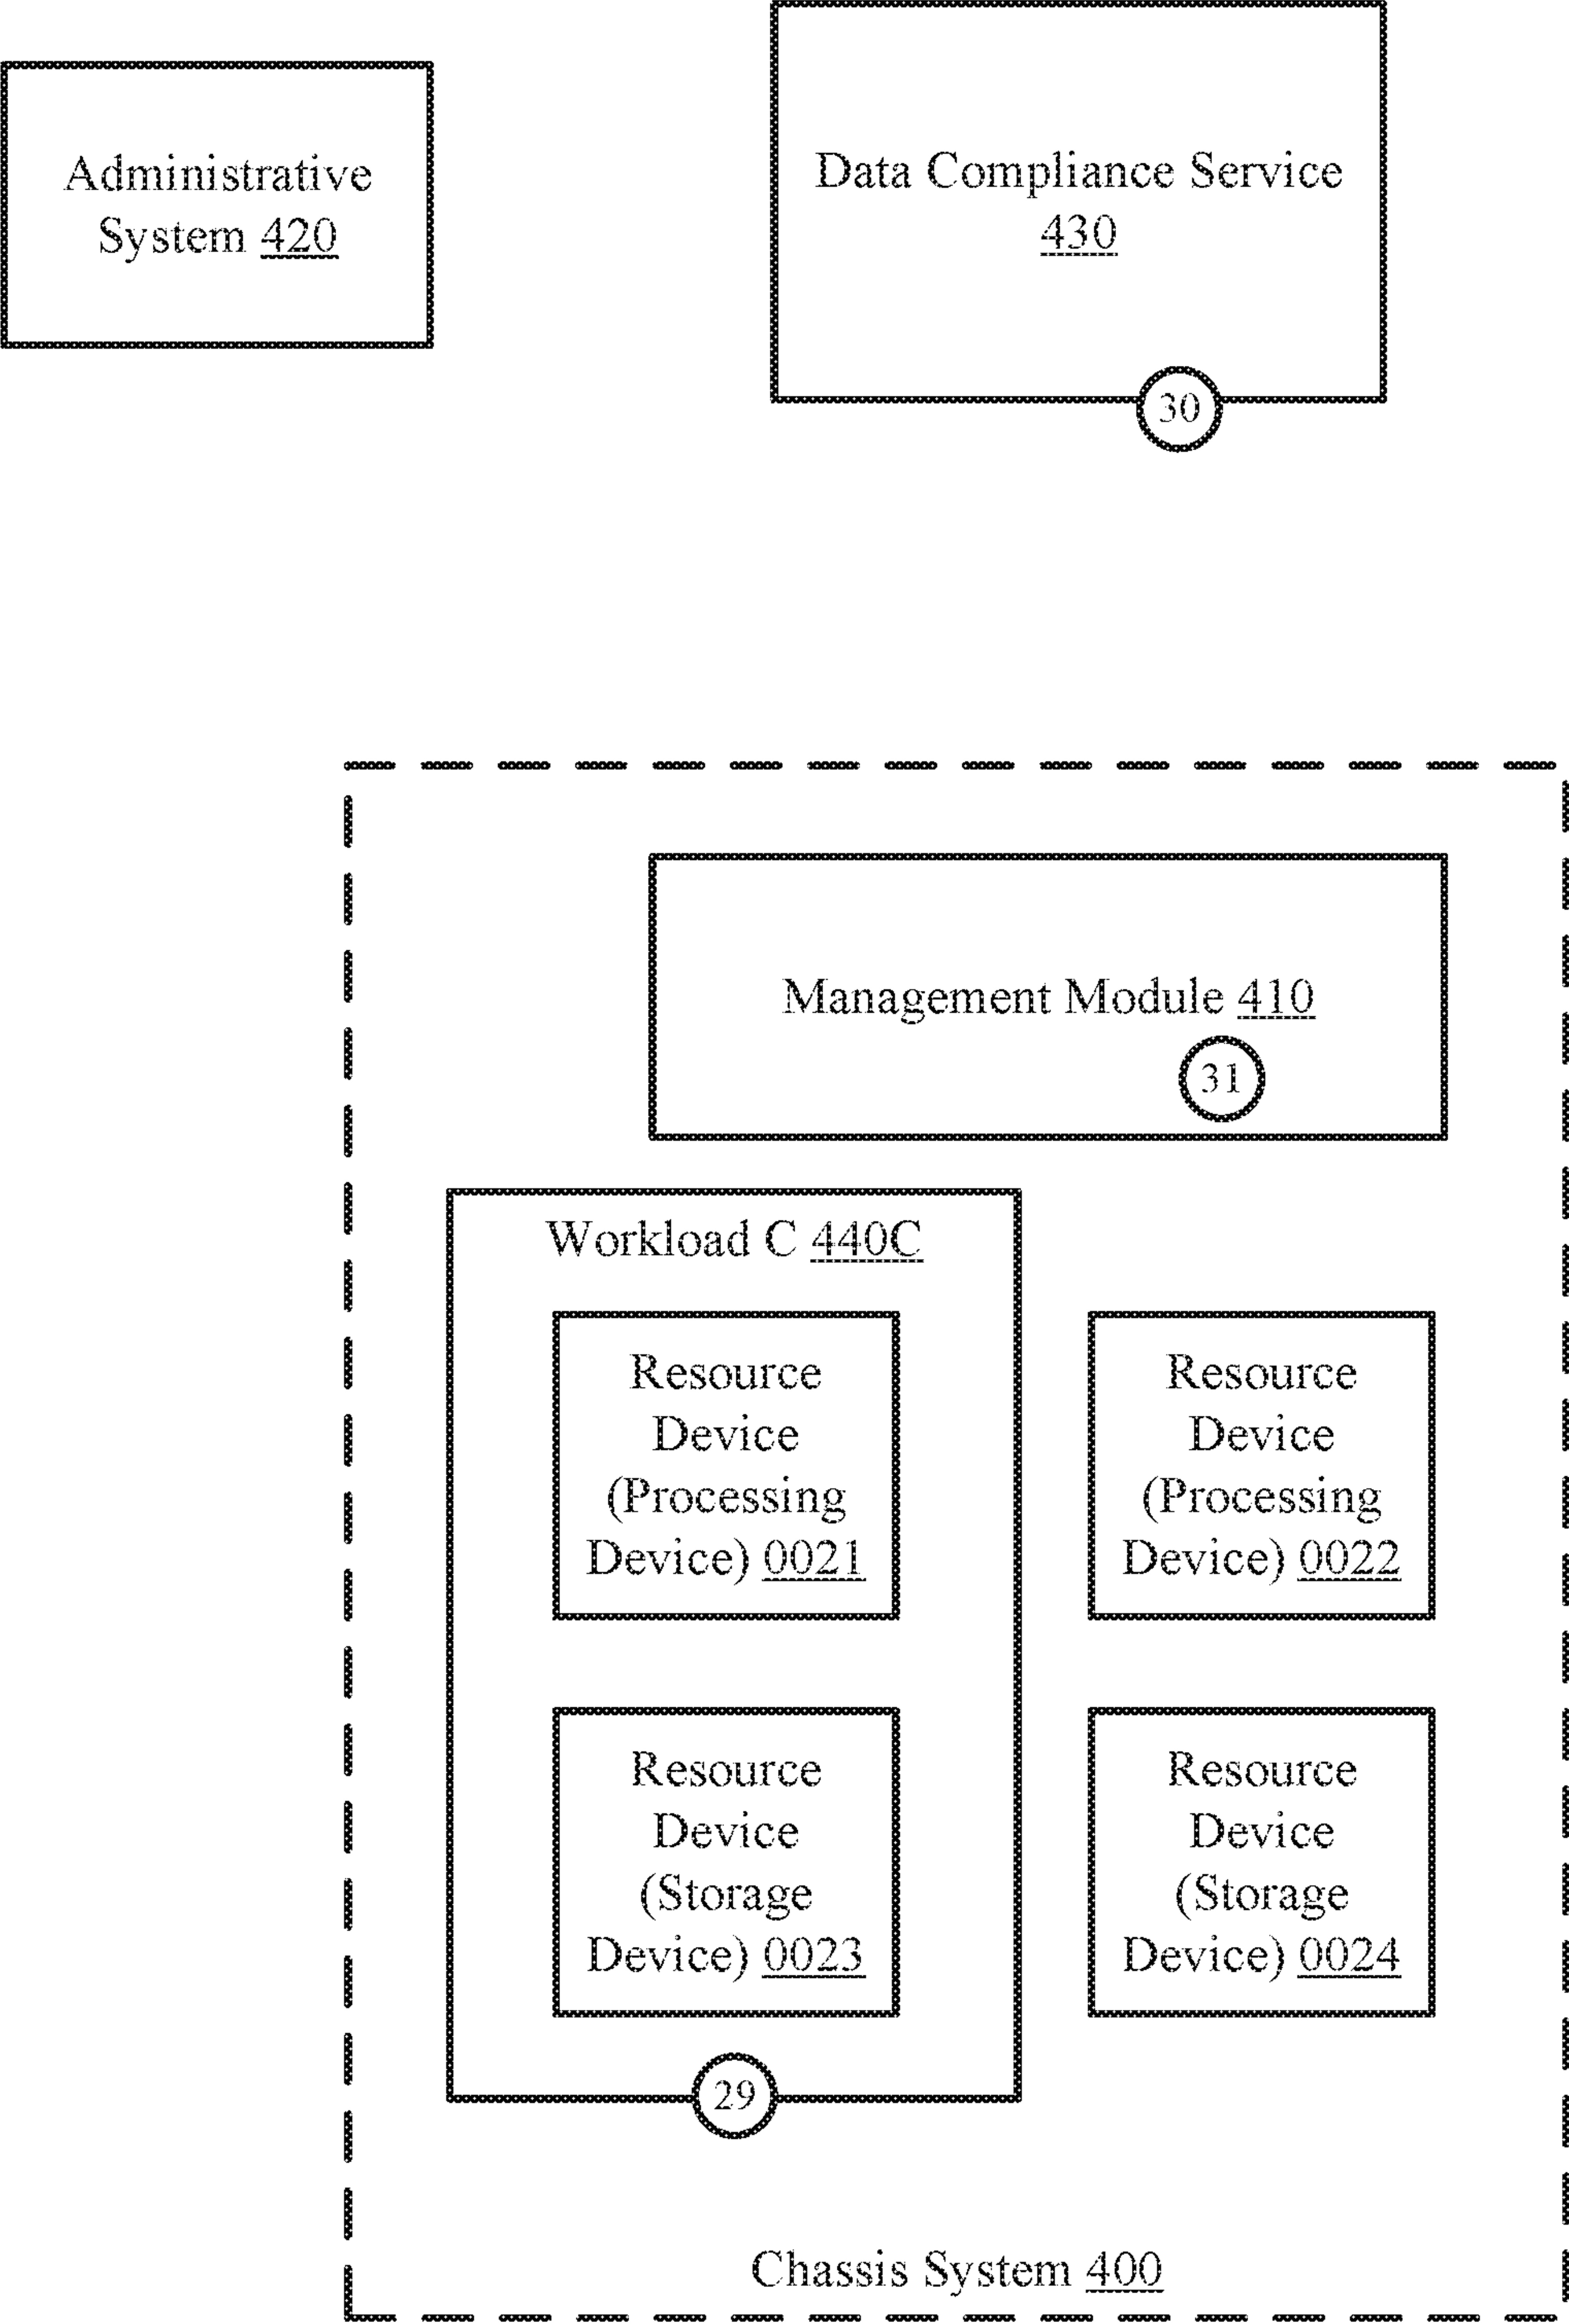 Administrative
System 420
Data Compliance Service
430
30
Management Module 410
31
Workload C 440C
Resource
Device
(Processing
Device) 0021
Resource
Device
(Processing
Device) 0022
Resource
Device
(Storage
Device) 0023
Resource
Device
(Storage
Device) 0024
29
Chassis System 400